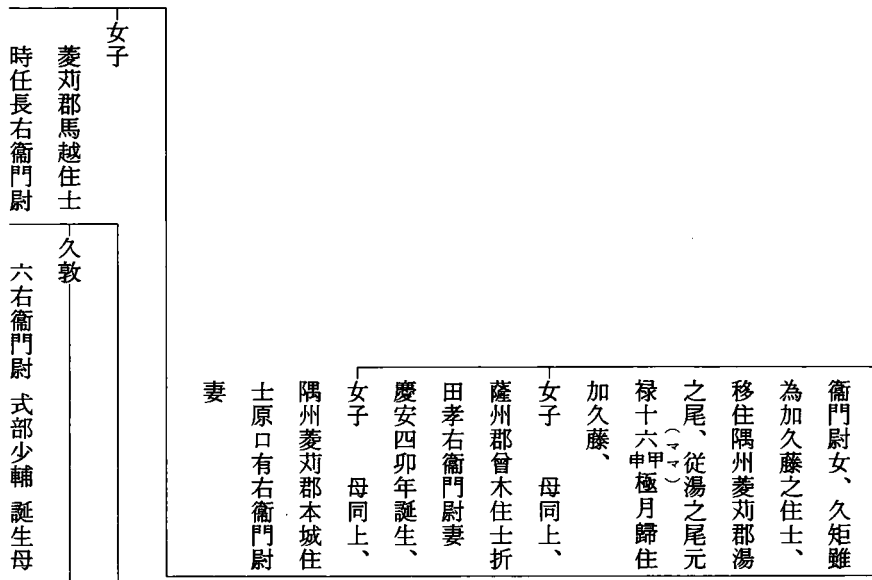 衞門尉女、久矩雖
為加久藤之住士、
移住隅州菱苅郡湯
之尾、従湯之尾元
禄十六甲申極月歸住
(ママ)
加久藤、
女子　母同上、
薩州郡曾木住士折
田孝右衞門尉妻
慶安四卯年誕生、
女子　母同上、
隅州菱苅郡本城住
士原口有右衞門尉
妻
女子
菱苅郡馬越住士
時任長右衞門尉
久敦
六右衞門尉 式部少輔 誕生母